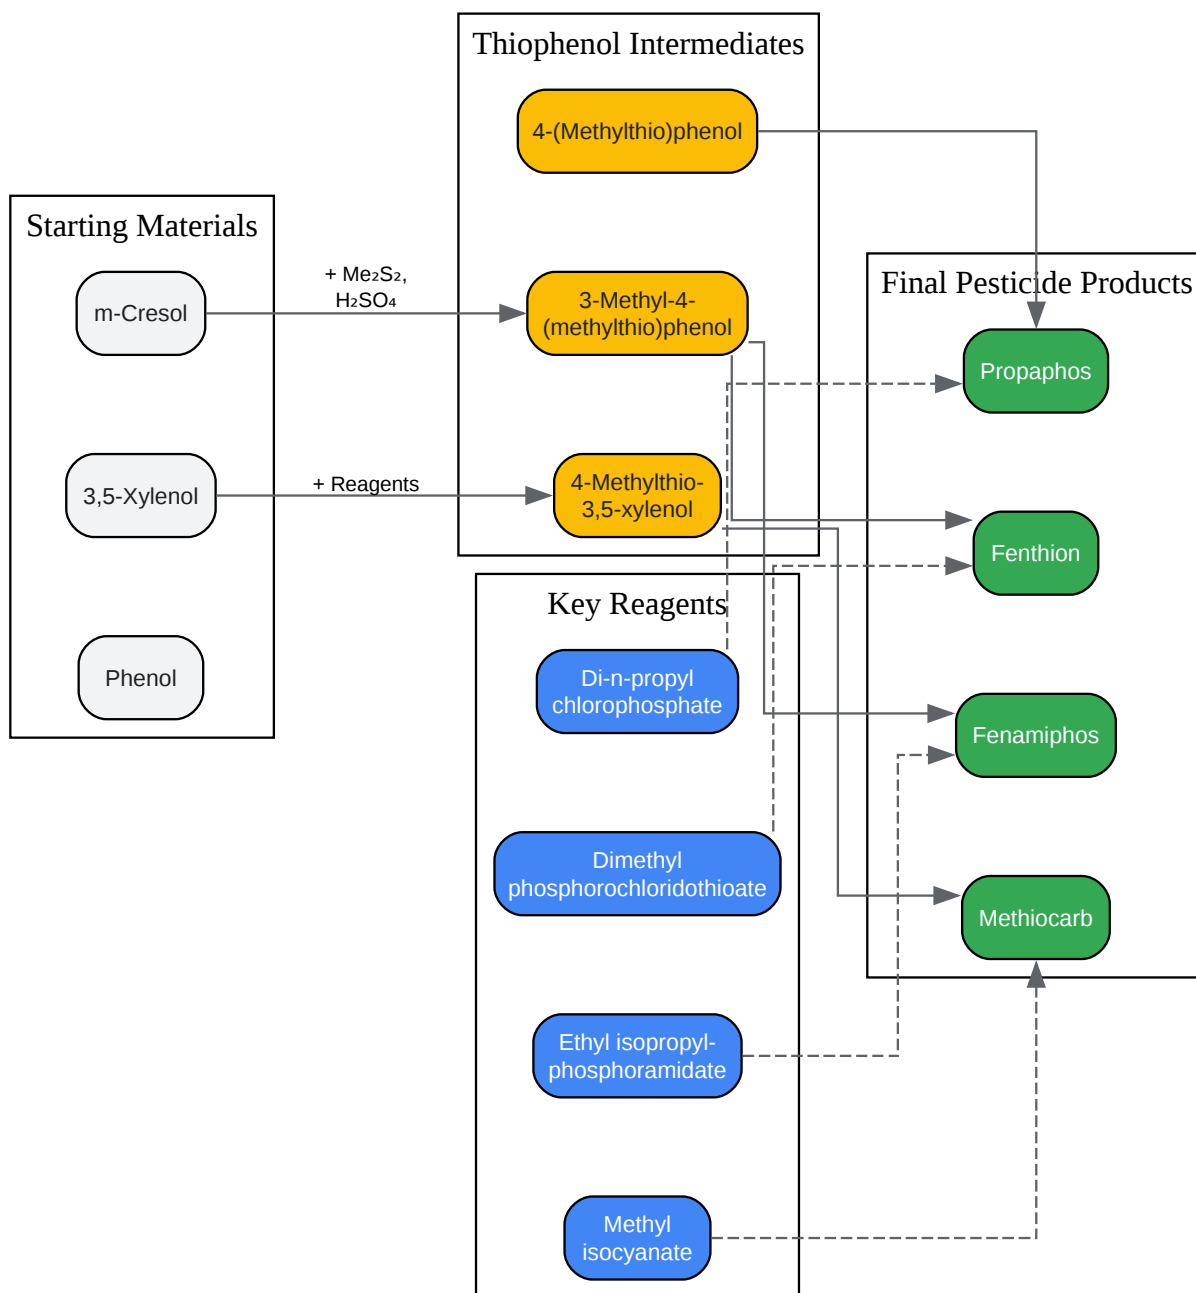 Thiophenol Intermediates
4-(Methylthio)phenol
3-Methyl-4-
(methylthio)phenol
4-Methylthio-
3,5-xylenol
Starting Materials
m-Cresol
3,5-Xylenol
Phenol
+ Me₂S₂,
H₂SO₄
+ Reagents
Final Pesticide Products
Propaphos
Fenthion
Fenamiphos
Methiocarb
Key Reagents
Di-n-propyl
chlorophosphate
Dimethyl
phosphorochloridothioate
Ethyl isopropyl-
phosphoramidate
Methyl
isocyanate